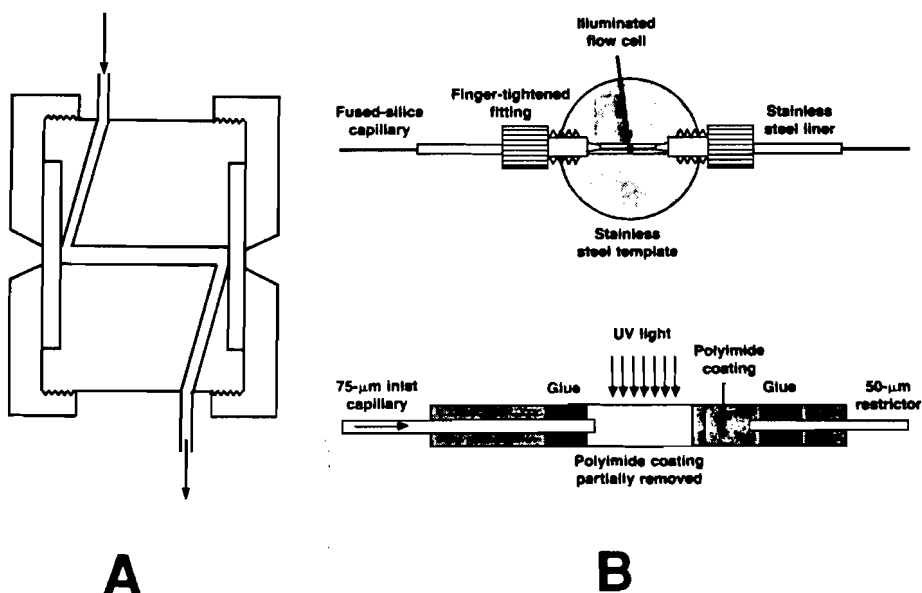 Illuminated
flow cell
Fused-silica
capillary
Finger-tightened
fitting
Stainless
steel liner
Stainless
steel template
UV light
Polyimide
coating
75-μm inlet
capillary
Glue
Glue
50-μm
restrictor
Polyimide coating
partially removed
A
B